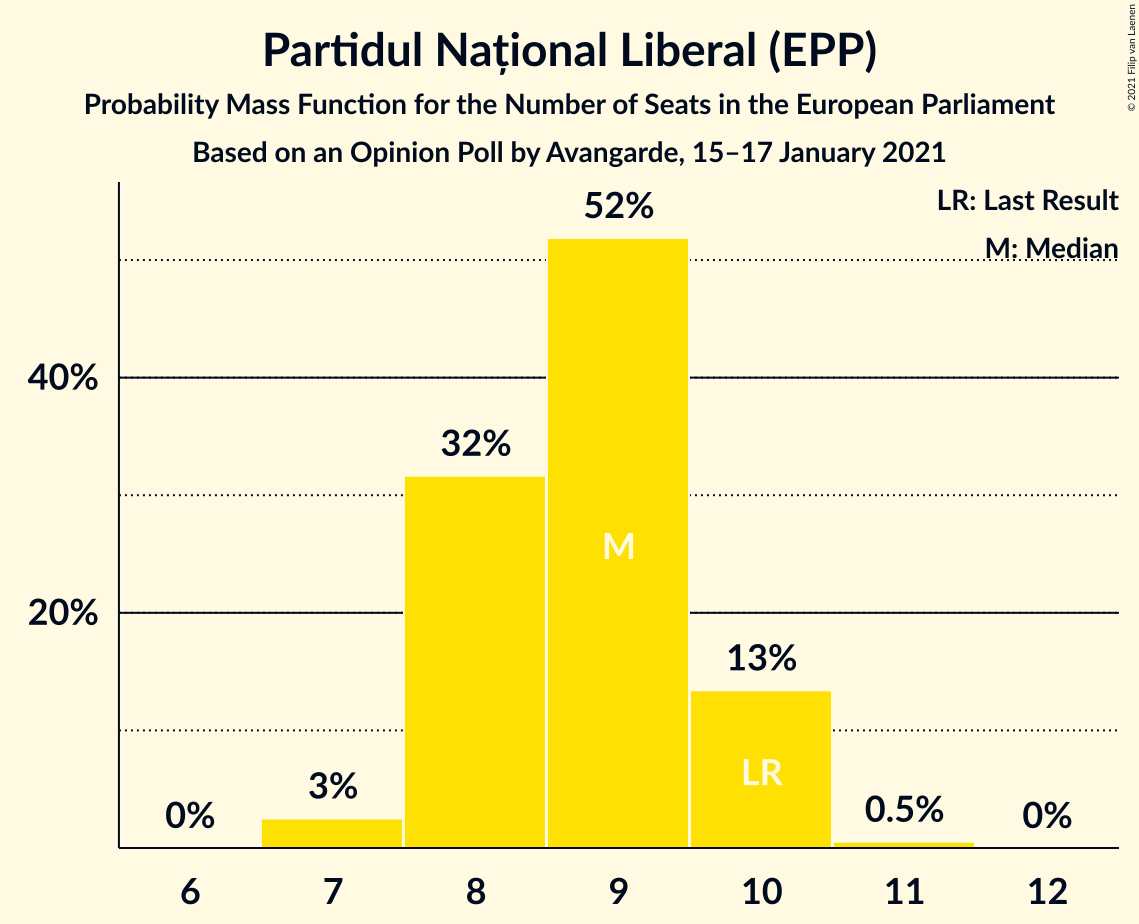 Partidul Național Liberal (EPP)
Probability Mass Function for the Number of Seats in the European Parliament
Based on an Opinion Poll by Avangarde, 15–17 January 2021
© 2021 Filip van Laenen
LR: Last Result
M: Median
52%
40%
32%
M
20%
13%
LR
3%
0.5%
0%
0%
6 7 8 9 10 11 12